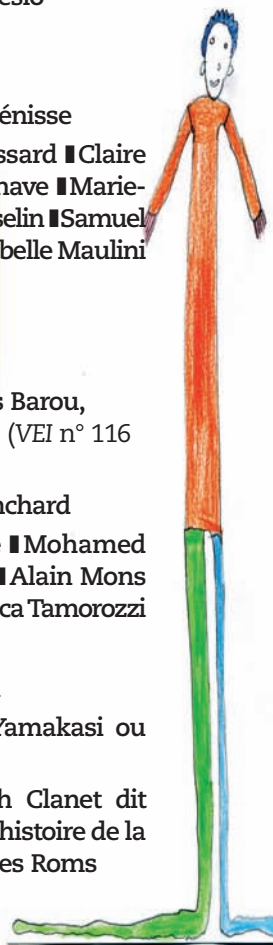 énisse
ssard ❚ Claire
nave ❚ Marie-
selin ❚ Samuel
belle Maulini
s Barou,
(VEI n° 116
nchard
❚ Mohamed
❚ Alain Mons
ca Tamorozzi
Yamakasi ou
h Clanet dit
histoire de la
es Roms